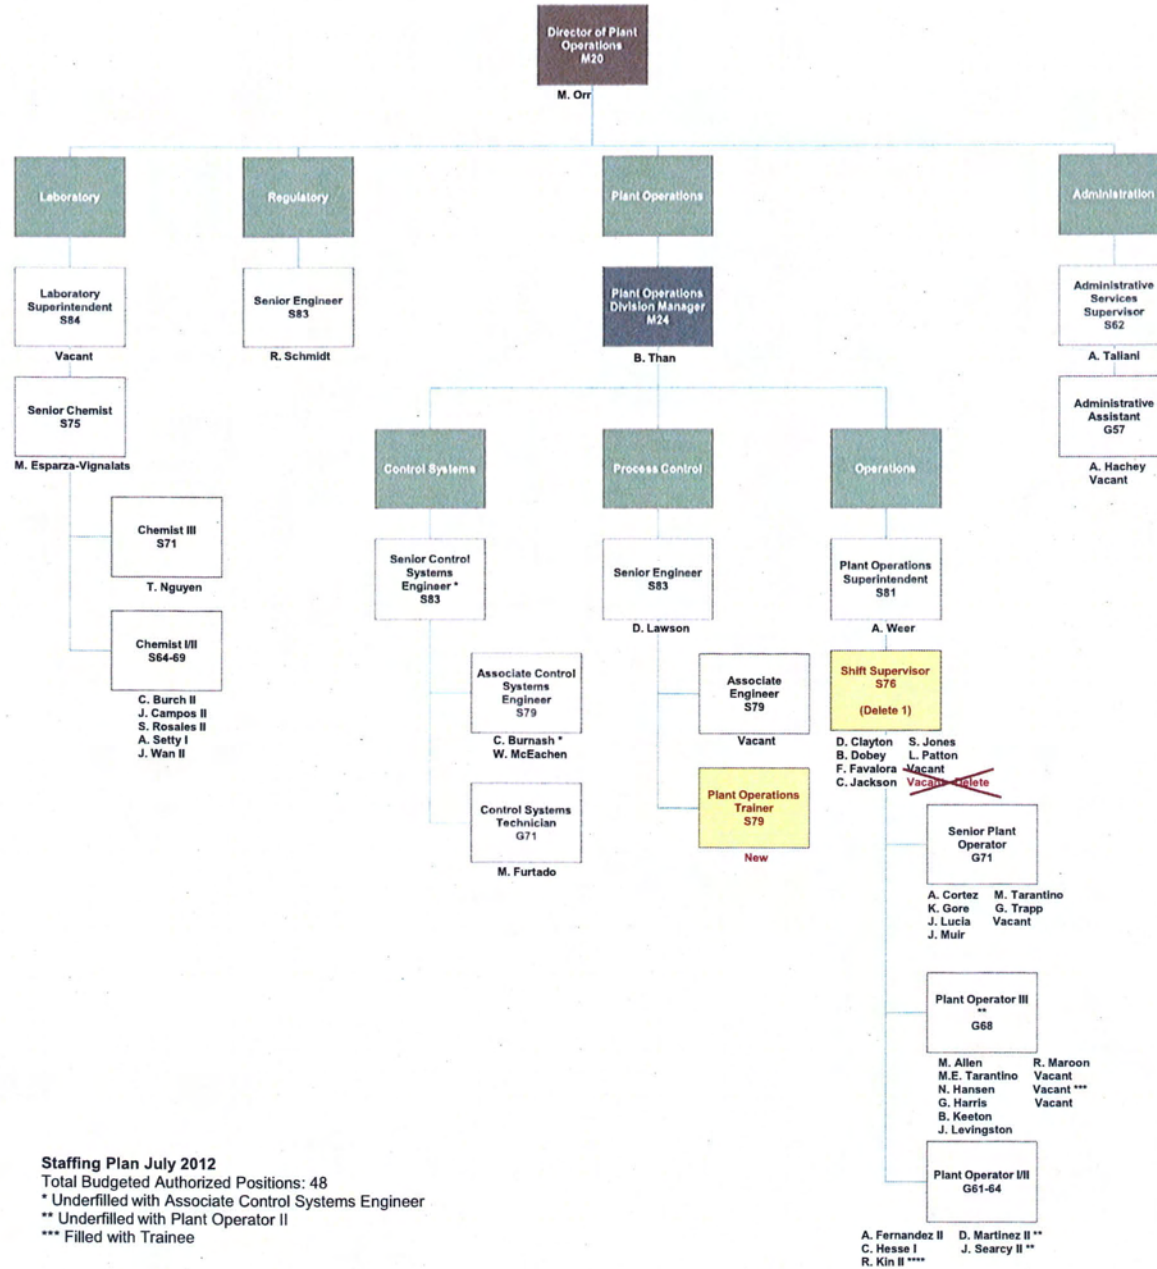 Director of Plant
Operations
M20
M. Orr
Laboratory
Regulatory
Plant Operations
Administration
Laboratory
Superintendent
S84
Vacant
Senior Engineer
S83
R. Schmidt
Plant Operations
Division Manager
M24
B. Than
Administrative
Services
Supervisor
S62
A. Taliani
Senior Chemist
S75
M. Esparza-Vignalats
Administrative
Assistant
G57
A. Hachey
Vacant
Chemist III
S71
T. Nguyen
Chemist I/II
S64-69
C. Burch II
J. Campos II
S. Rosales II
A. Setty I
J. Wan II
Control Systems
Process Control
Operations
Senior Control
Systems
Engineer *
S83
Senior Engineer
S83
D. Lawson
Plant Operations
Superintendent
S81
A. Weer
Associate Control
Systems
Engineer
S79
C. Burnash *
W. McEachen
Control Systems
Technician
G71
M. Furtado
Associate
Engineer
S79
Vacant
Plant Operations
Trainer
S79
New
Shift Supervisor
S76
(Delete 1)
D. Clayton S. Jones
B. Dobey L. Patton
F. Favalora Vacant
C. Jackson Vacant Delete
Senior Plant
Operator
G71
A. Cortez M. Tarantino
K. Gore G. Trapp
J. Lucia Vacant
J. Muir
Plant Operator III
**
G68
M. Allen R. Maroon
M.E. Tarantino Vacant
N. Hansen Vacant ***
G. Harris Vacant
B. Keeton
J. Levingston
Plant Operator I/II
G61-64
A. Fernandez II D. Martinez II **
C. Hesse I J. Searcy II **
R. Kin II ****
Staffing Plan July 2012
Total Budgeted Authorized Positions: 48
* Underfilled with Associate Control Systems Engineer
** Underfilled with Plant Operator II
*** Filled with Trainee